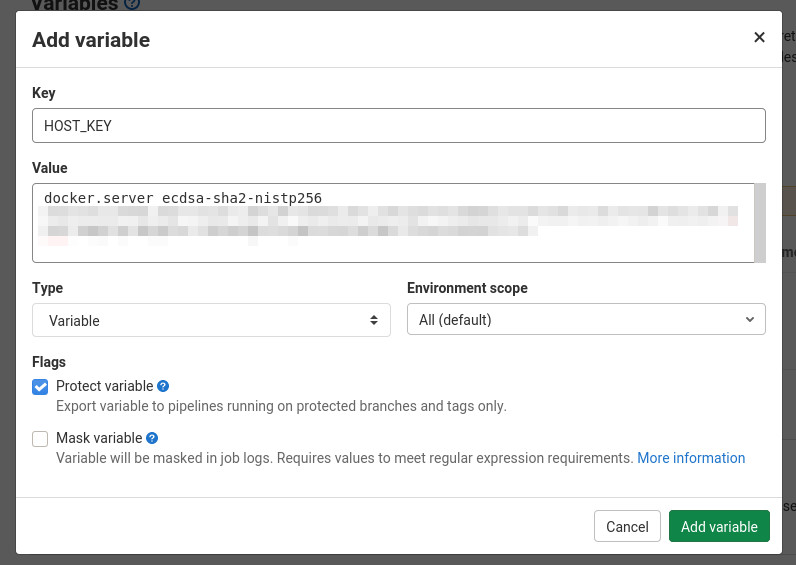 Variables
Add variable
Key
HOST_KEY
Value
docker.server ecdsa-sha2-nistp256
Type
Environment scope
Variable
All (default)
Flags
Protect variable
Export variable to pipelines running on protected branches and tags only.
Mask variable
Variable will be masked in job logs. Requires values to meet regular expression requirements. More information
Cancel
Add variable